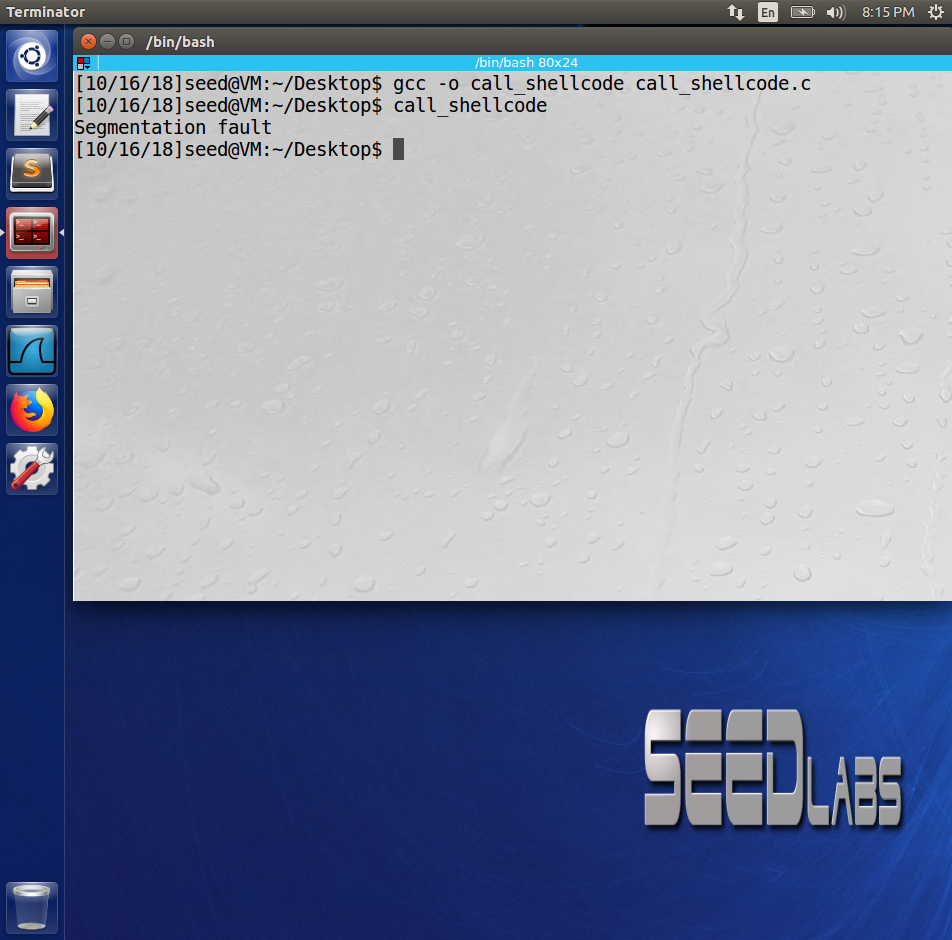 Terminator
En
8:15 PM
/bin/bash
/bin/bash 80x24
[10/16/18]seed@VM:~/Desktop$ gcc -o call_shellcode call_shellcode.c
[10/16/18]seed@VM:~/Desktop$ call_shellcode
Segmentation fault
[10/16/18]seed@VM:~/Desktop$
S
>_ >_
>_ >_
SEEDLABS